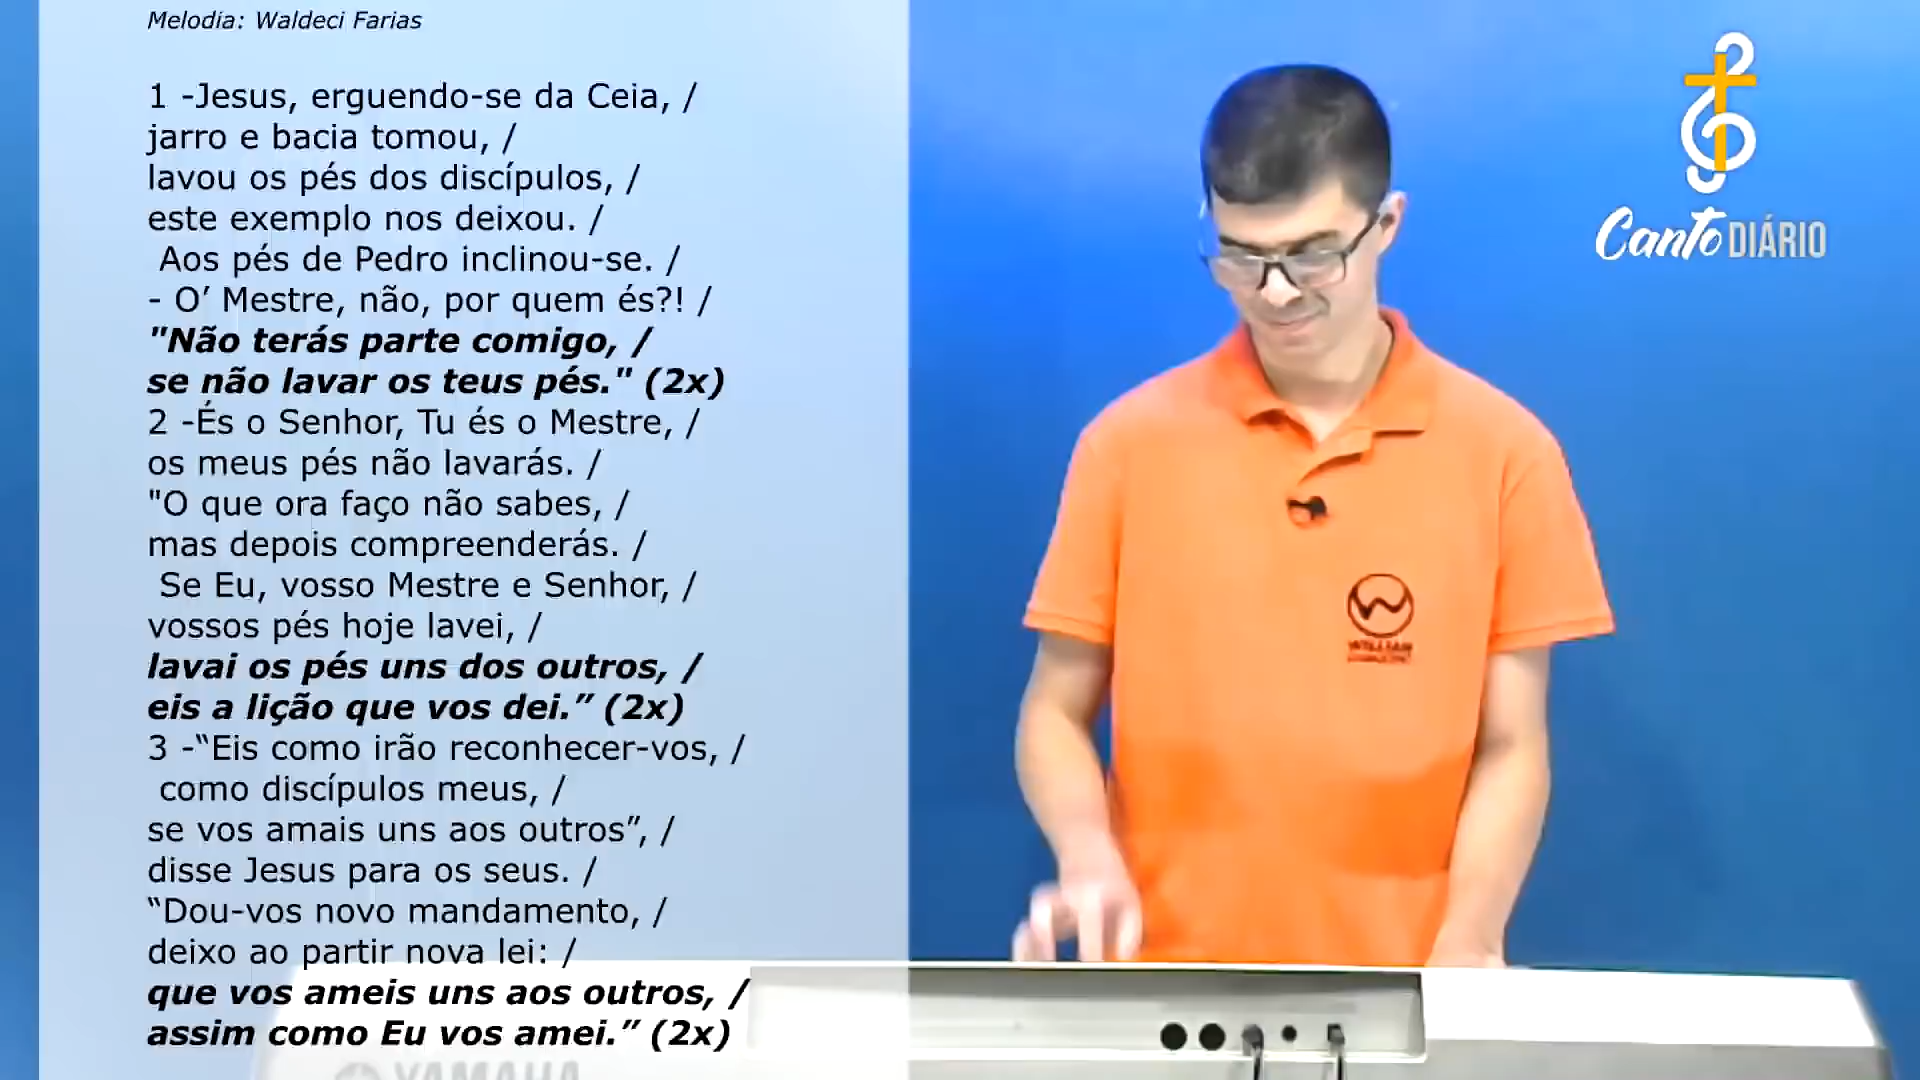 Melodia: Waldeci Farias
1 -Jesus, erguendo-se da Ceia, /
jarro e bacia tomou, /
lavou os pés dos discípulos, /
este exemplo nos deixou. /
Aos pés de Pedro inclinou-se. /
- O’ Mestre, não, por quem és?! /
"Não terás parte comigo, /
se não lavar os teus pés." (2x)
2 -És o Senhor, Tu és o Mestre, /
os meus pés não lavarás. /
"O que ora faço não sabes, /
mas depois compreenderás. /
Se Eu, vosso Mestre e Senhor, /
vossos pés hoje lavei, /
lavai os pés uns dos outros, /
eis a lição que vos dei.” (2x)
3 -“Eis como irão reconhecer-vos, /
como discípulos meus, /
se vos amais uns aos outros”, /
disse Jesus para os seus. /
“Dou-vos novo mandamento, /
deixo ao partir nova lei: /
que vos ameis uns aos outros, /
assim como Eu vos amei.” (2x)
Canto DIÁRIO
YAMAHA